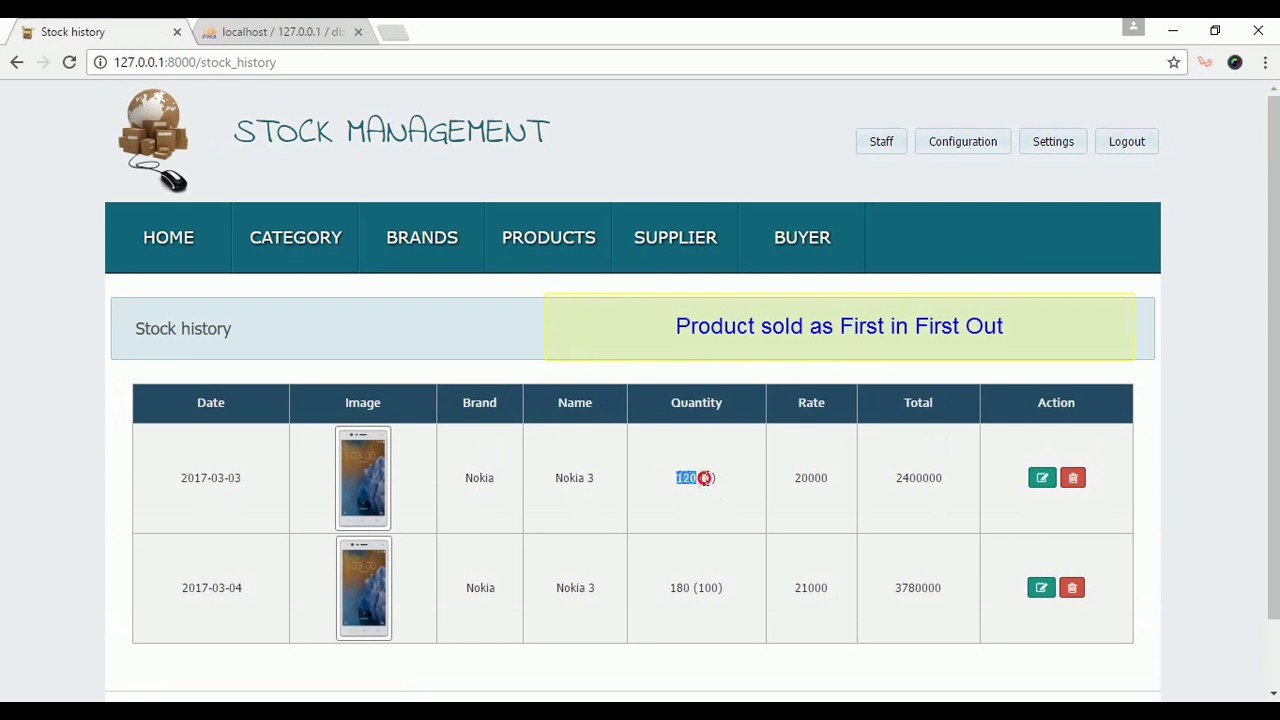 Stock history
localhost / 127.0.0.1 / db
127.0.0.1:8000/stock_history
STOCK MANAGEMENT
Staff Configuration Settings Logout
HOME CATEGORY BRANDS PRODUCTS SUPPLIER BUYER
Stock history
Product sold as First in First Out
Date Image Brand Name Quantity Rate Total Action
2017-03-03 Nokia Nokia 3 120 20000 2400000
2017-03-04 Nokia Nokia 3 180 (100) 21000 3780000